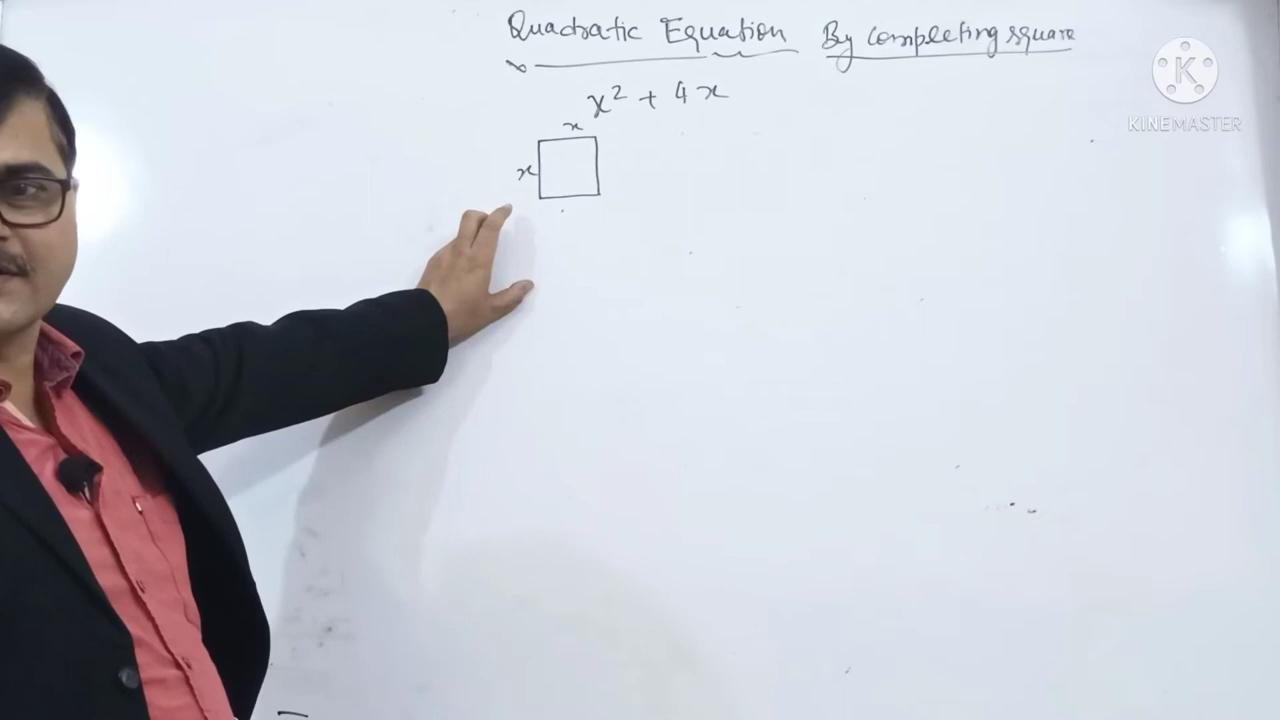 Quadratic Equation By completing square
x² + 4x
x
x
K
KINEMASTER